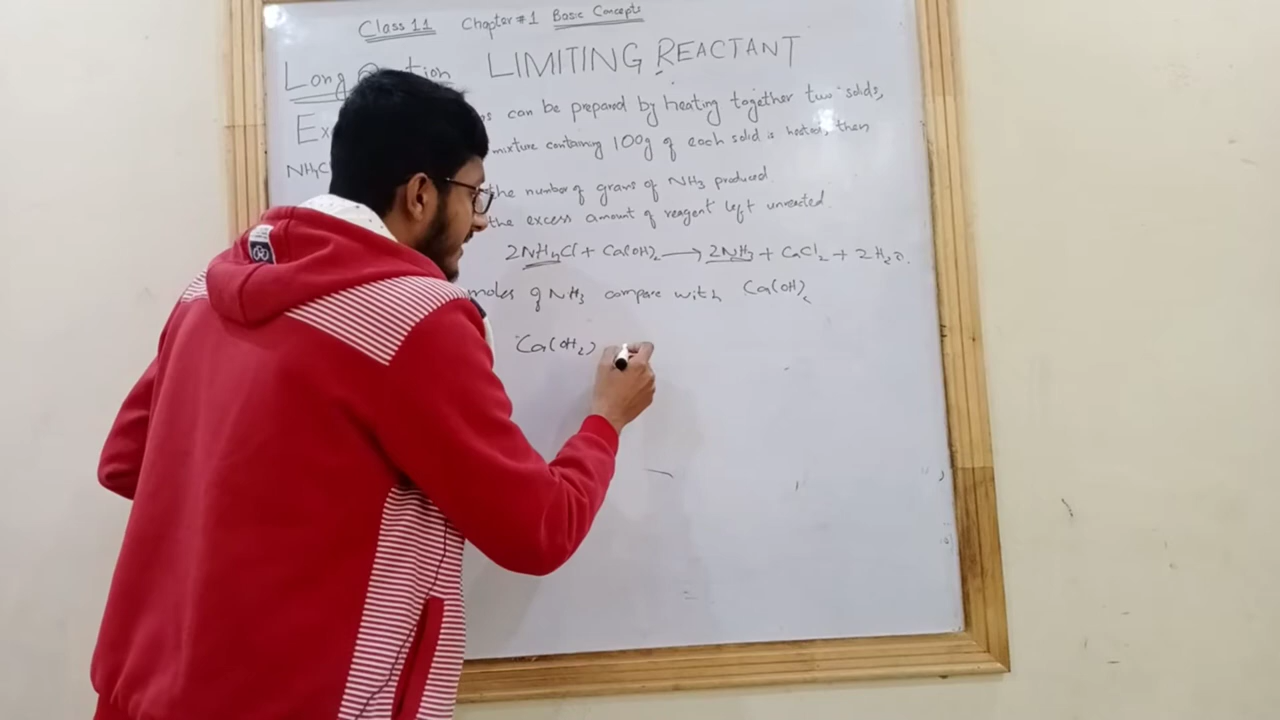 Class 11 Chapter #1 Basic Concepts
Long LIMITING REACTANT
Ex can be prepared by heating together two solids,
NH4C mixture containing 100g of each solid is heated, then
the number of grams of NH3 produced.
the excess amount of reagent left unreacted.
2NH4Cl + Ca(OH)2 → 2NH3 + CaCl2 + 2H2O.
moles of NH3 compare with Ca(OH)2
Ca(OH2)